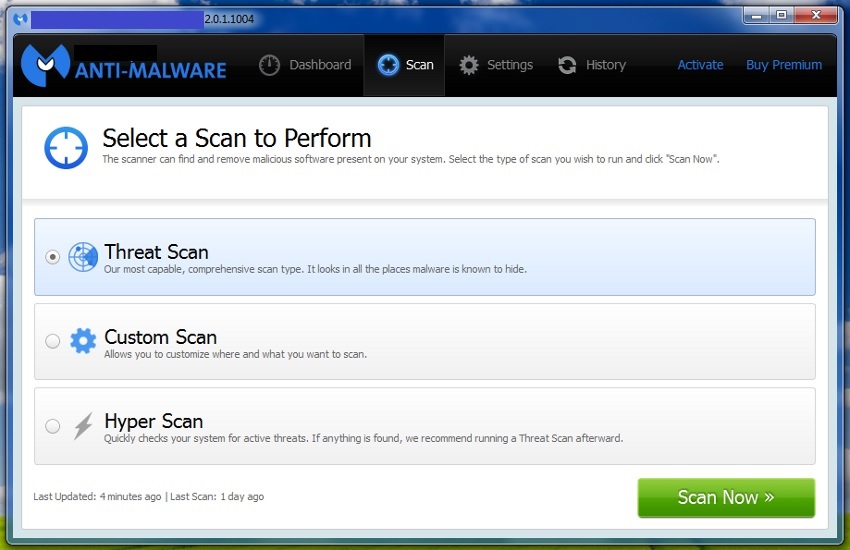 2.0.1.1004
ANTI-MALWARE
Dashboard
Scan
Settings
History
Activate
Buy Premium
Select a Scan to Perform
The scanner can find and remove malicious software present on your system. Select the type of scan you wish to run and click "Scan Now".
Threat Scan
Our most capable, comprehensive scan type. It looks in all the places malware is known to hide.
Custom Scan
Allows you to customize where and what you want to scan.
Hyper Scan
Quickly checks your system for active threats. If anything is found, we recommend running a Threat Scan afterward.
Last Updated: 4 minutes ago | Last Scan: 1 day ago
Scan Now »